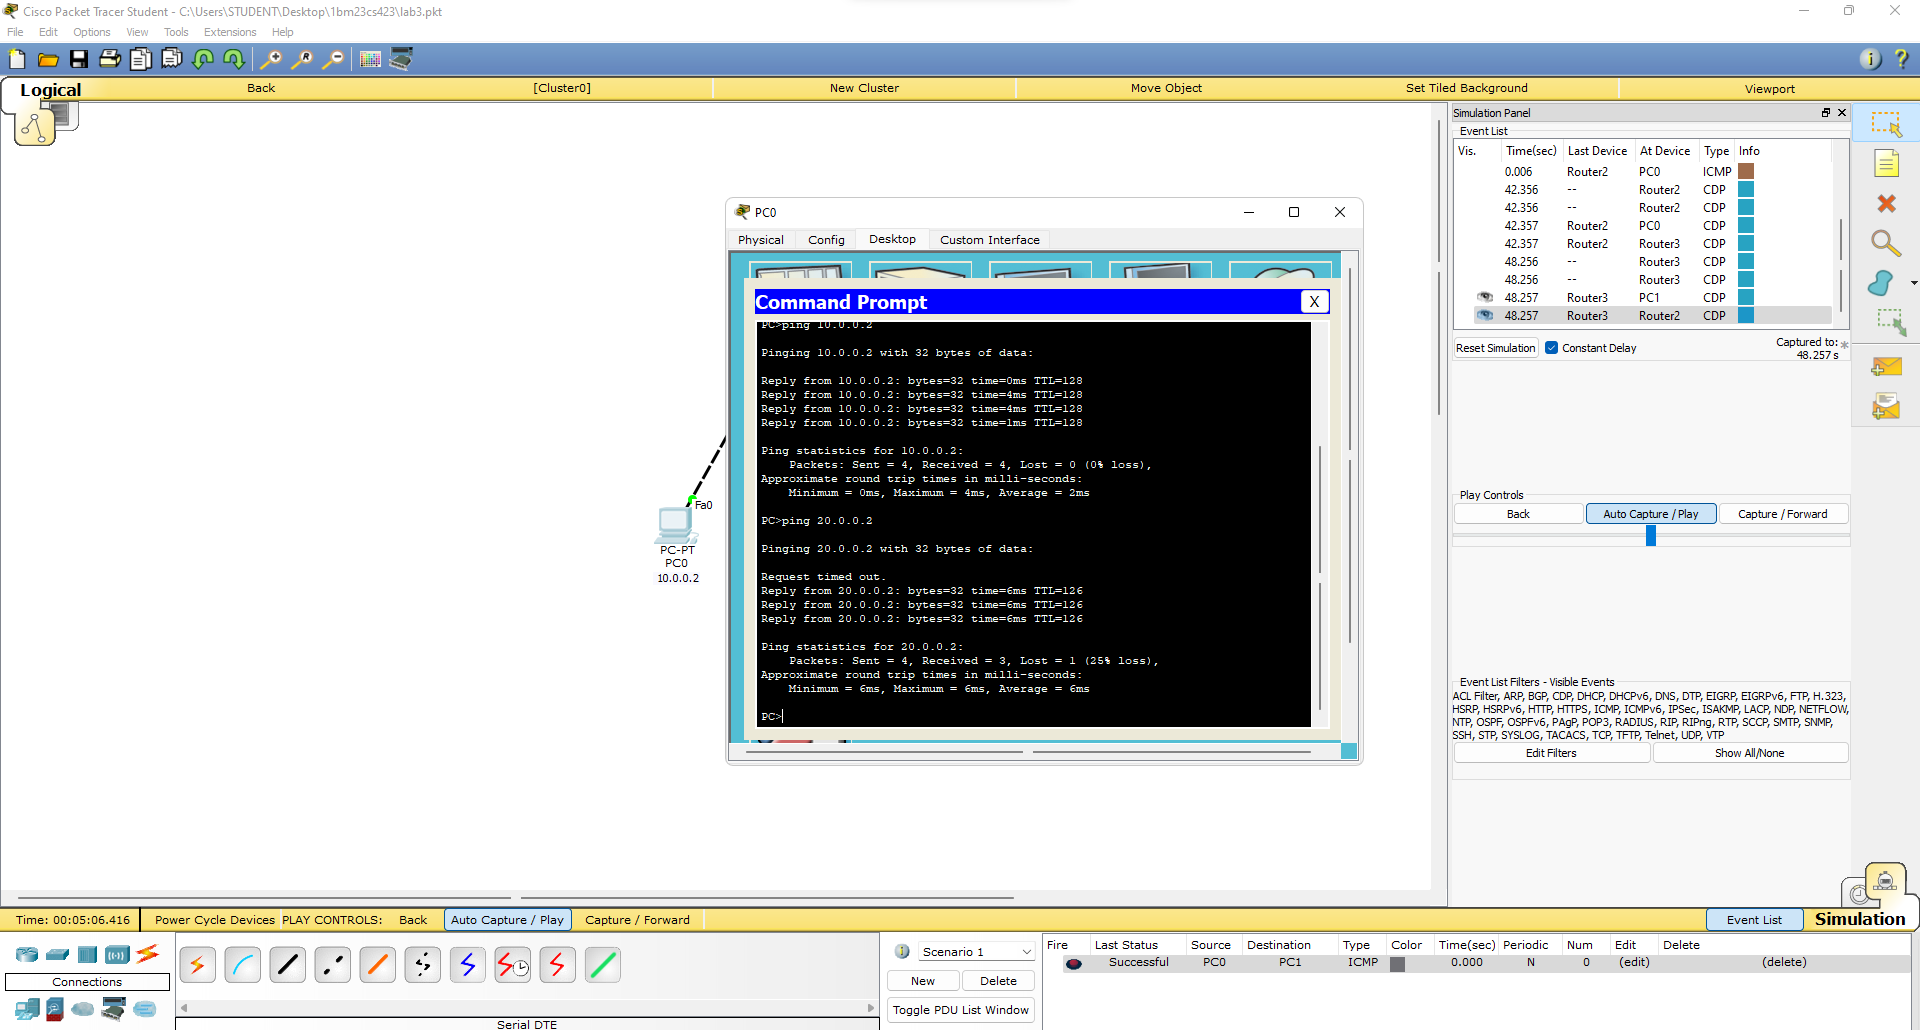 Cisco Packet Tracer Student - C:\Users\STUDENT\Desktop\1bm23cs423\lab3.pkt
File Edit Options View Tools Extensions Help
Logical Back [Cluster0] New Cluster Move Object Set Tiled Background Viewport
Simulation Panel
Event List
Vis. Time(sec) Last Device At Device Type Info
0.006 Router2 PC0 ICMP
42.356 -- Router2 CDP
42.356 -- Router2 CDP
42.357 Router2 PC0 CDP
42.357 Router2 Router3 CDP
48.256 -- Router3 CDP
48.256 -- Router3 CDP
48.257 Router3 PC1 CDP
48.257 Router3 Router2 CDP
Reset Simulation Constant Delay Captured to: *
48.257 s
Play Controls
Back Auto Capture / Play Capture / Forward
Event List Filters - Visible Events
ACL Filter, ARP, BGP, CDP, DHCP, DHCPv6, DNS, DTP, EIGRP, EIGRPv6, FTP, H.323,
HSRP, HSRPv6, HTTP, HTTPS, ICMP, ICMPv6, IPSec, ISAKMP, LACP, NDP, NETFLOW,
NTP, OSPF, OSPFv6, PAgP, POP3, RADIUS, RIP, RIPng, RTP, SCCP, SMTP, SNMP,
SSH, STP, SYSLOG, TACACS, TCP, TFTP, Telnet, UDP, VTP
Edit Filters Show All/None
PC0
Physical Config Desktop Custom Interface
Command Prompt X
PC>ping 10.0.0.2
Pinging 10.0.0.2 with 32 bytes of data:
Reply from 10.0.0.2: bytes=32 time=0ms TTL=128
Reply from 10.0.0.2: bytes=32 time=4ms TTL=128
Reply from 10.0.0.2: bytes=32 time=4ms TTL=128
Reply from 10.0.0.2: bytes=32 time=1ms TTL=128
Ping statistics for 10.0.0.2:
Packets: Sent = 4, Received = 4, Lost = 0 (0% loss),
Approximate round trip times in milli-seconds:
Minimum = 0ms, Maximum = 4ms, Average = 2ms
PC>ping 20.0.0.2
Pinging 20.0.0.2 with 32 bytes of data:
Request timed out.
Reply from 20.0.0.2: bytes=32 time=6ms TTL=126
Reply from 20.0.0.2: bytes=32 time=6ms TTL=126
Reply from 20.0.0.2: bytes=32 time=6ms TTL=126
Ping statistics for 20.0.0.2:
Packets: Sent = 4, Received = 3, Lost = 1 (25% loss),
Approximate round trip times in milli-seconds:
Minimum = 6ms, Maximum = 6ms, Average = 6ms
PC>
Fa0
PC-PT
PC0
10.0.0.2
Time: 00:05:06.416 Power Cycle Devices PLAY CONTROLS: Back Auto Capture / Play Capture / Forward Event List Simulation
Connections
Serial DTE
Scenario 1
New Delete
Toggle PDU List Window
Fire Last Status Source Destination Type Color Time(sec) Periodic Num Edit Delete
Successful PC0 PC1 ICMP 0.000 N 0 (edit) (delete)